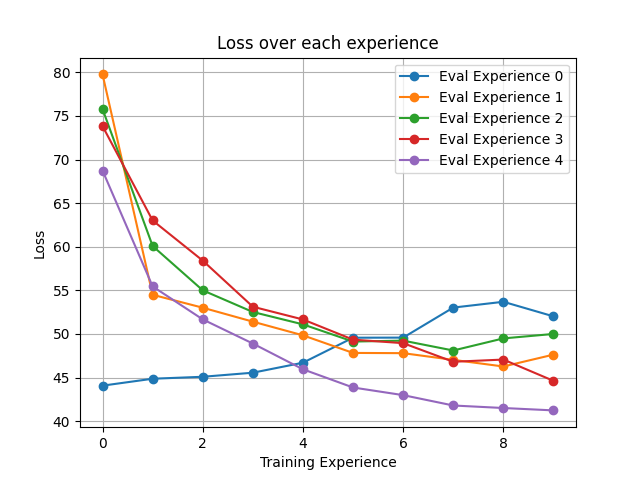 Loss over each experience
80
75
70
65
60
55
50
45
40
Loss
0
2
4
6
8
Training Experience
Eval Experience 0
Eval Experience 1
Eval Experience 2
Eval Experience 3
Eval Experience 4